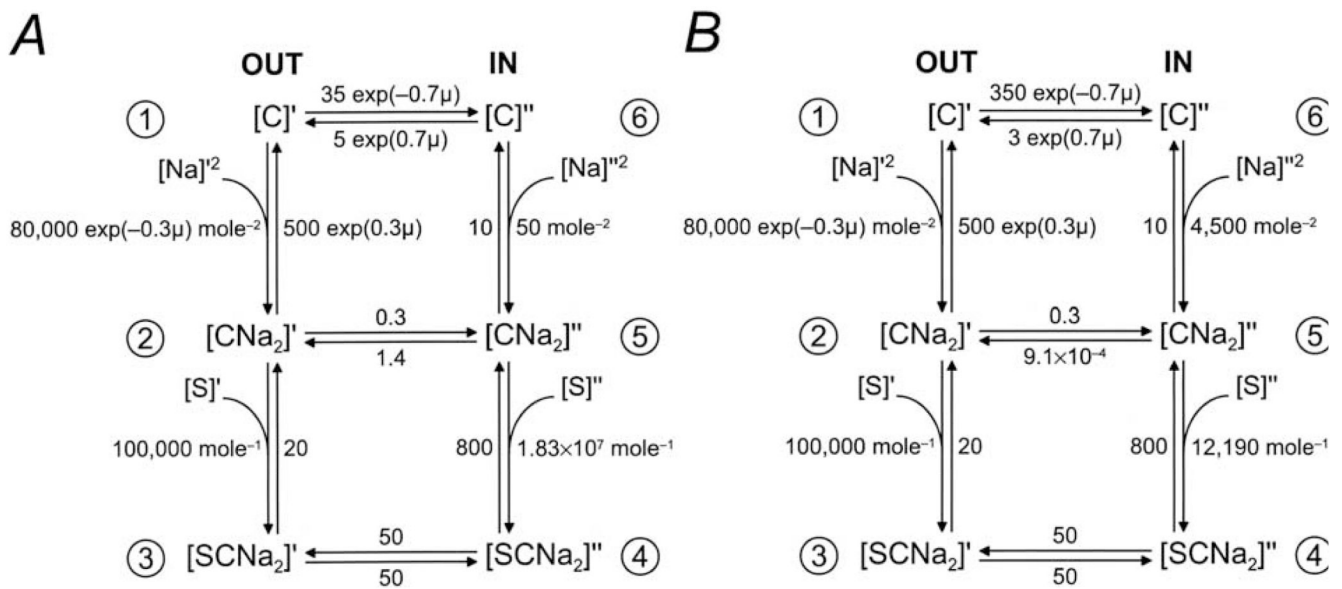 A
OUT IN
35 exp(–0.7µ)
① [C]' [C]'' ⑥
5 exp(0.7µ)
[Na]'² [Na]''²
80,000 exp(–0.3µ) mole⁻² 500 exp(0.3µ) 10 50 mole⁻²
0.3
② [CNa₂]' [CNa₂]'' ⑤
1.4
[S]' [S]''
100,000 mole⁻¹ 20 800 1.83×10⁷ mole⁻¹
50
③ [SCNa₂]' [SCNa₂]'' ④
50
B
OUT IN
350 exp(–0.7µ)
① [C]' [C]'' ⑥
3 exp(0.7µ)
[Na]'² [Na]''²
80,000 exp(–0.3µ) mole⁻² 500 exp(0.3µ) 10 4,500 mole⁻²
0.3
② [CNa₂]' [CNa₂]'' ⑤
9.1×10⁻⁴
[S]' [S]''
100,000 mole⁻¹ 20 800 12,190 mole⁻¹
50
③ [SCNa₂]' [SCNa₂]'' ④
50